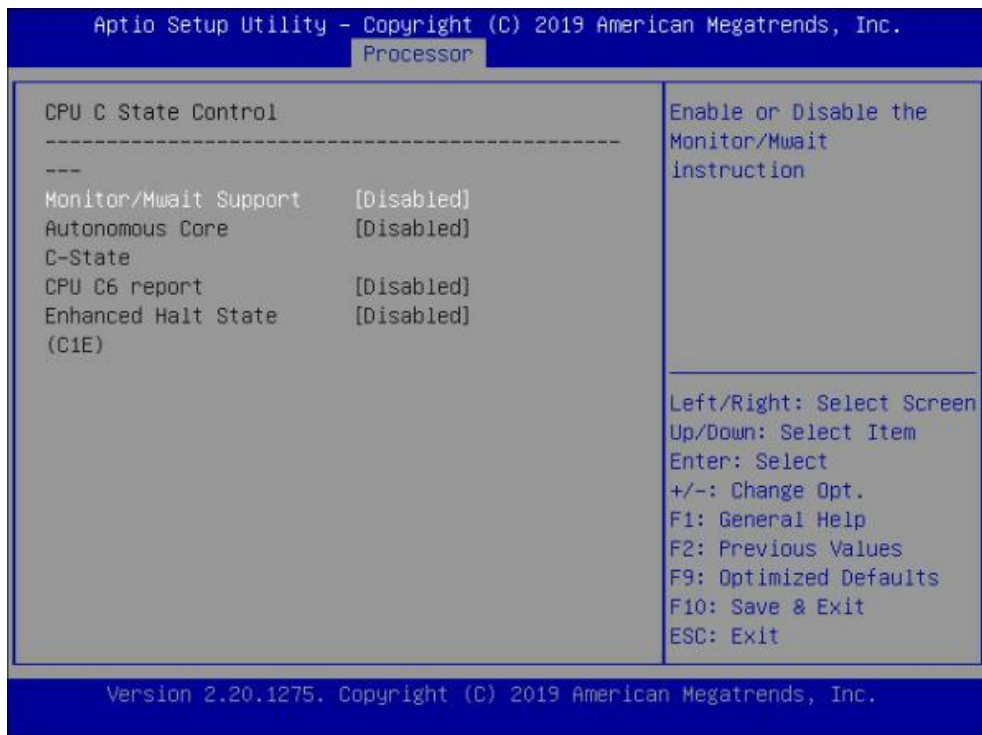 Aptio Setup Utility – Copyright (C) 2019 American Megatrends, Inc.
Processor
CPU C State Control
-------------------------------------------------
---
Monitor/Mwait Support [Disabled]
Autonomous Core [Disabled]
C-State
CPU C6 report [Disabled]
Enhanced Halt State [Disabled]
(C1E)
Enable or Disable the
Monitor/Mwait
instruction
Left/Right: Select Screen
Up/Down: Select Item
Enter: Select
+/-: Change Opt.
F1: General Help
F2: Previous Values
F9: Optimized Defaults
F10: Save & Exit
ESC: Exit
Version 2.20.1275. Copyright (C) 2019 American Megatrends, Inc.